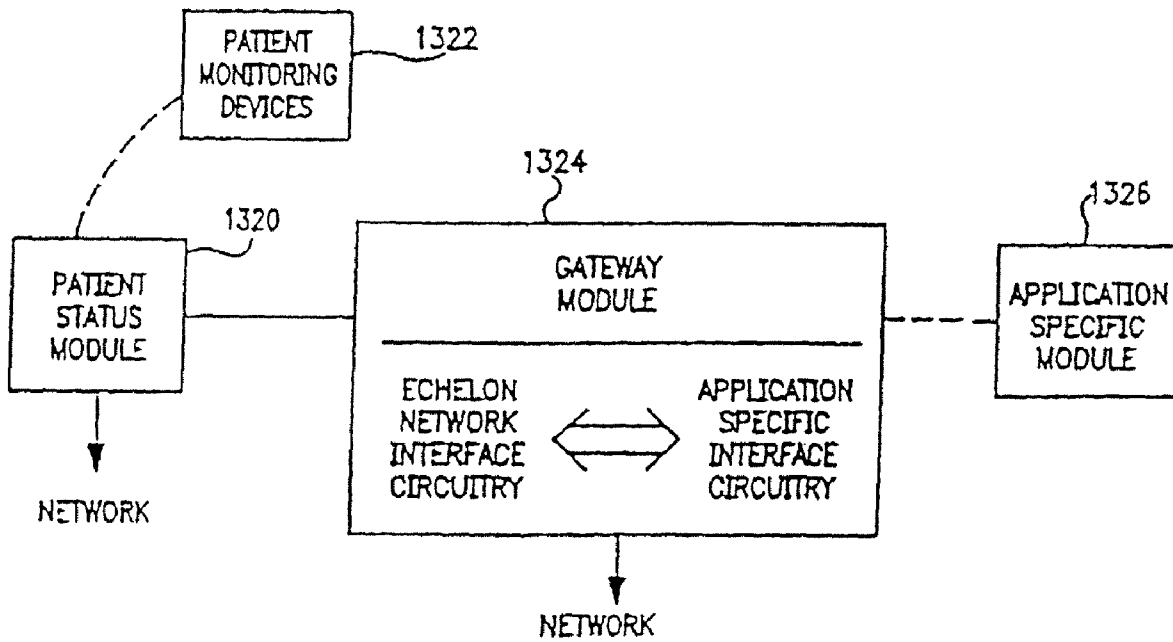 PATIENT
MONITORING
DEVICES
1322
1324
1326
1320
PATIENT
STATUS
MODULE
GATEWAY
MODULE
APPLICATION
SPECIFIC
MODULE
ECHELON
NETWORK
INTERFACE
CIRCUITRY
APPLICATION
SPECIFIC
INTERFACE
CIRCUITRY
NETWORK
NETWORK